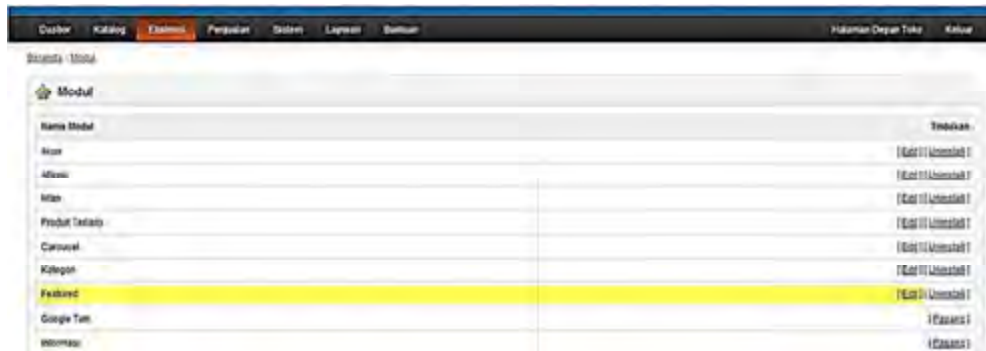 Dasbor Katalog Ekstensi Penjualan Sistem Laporan Bantuan Halaman Depan Toko Keluar
Beranda :: Modul
Modul
Nama Modul Tindakan
Akun [Edit] [Uninstall]
Afiliasi [Edit] [Uninstall]
Iklan [Edit] [Uninstall]
Produk Terlaris [Edit] [Uninstall]
Carousel [Edit] [Uninstall]
Kategori [Edit] [Uninstall]
Featured [Edit] [Uninstall]
Google Talk [Pasang]
Informasi [Pasang]